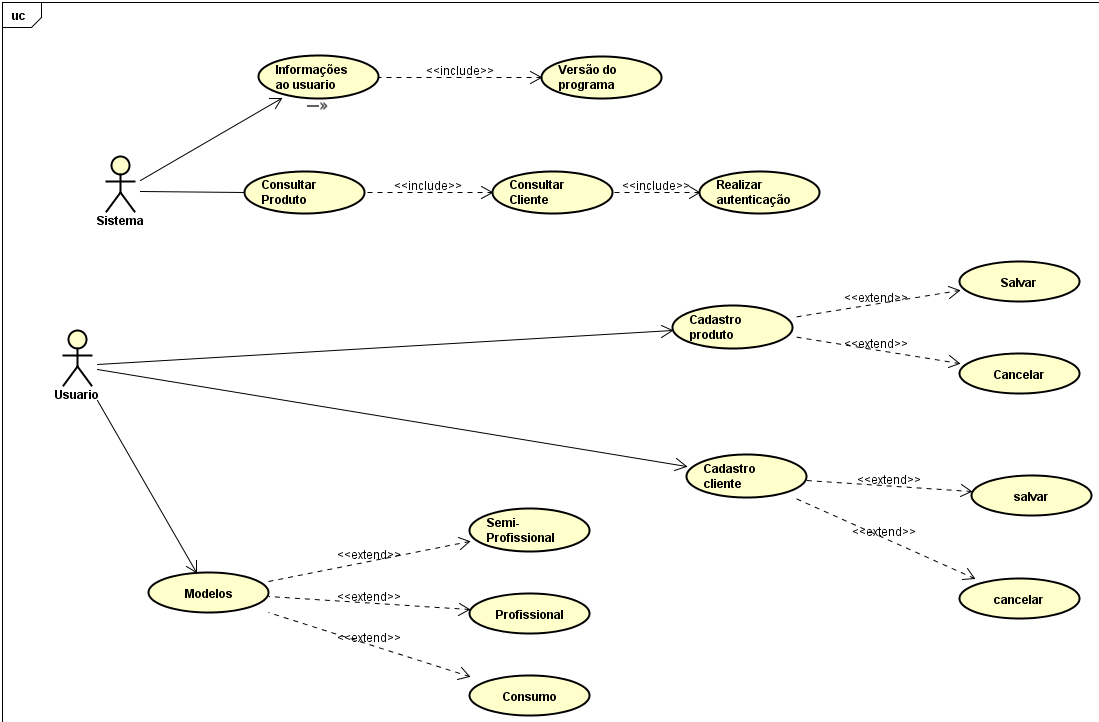 uc
Informações
ao usuario
<<include>>
Versão do
programa
Sistema
Consultar
Produto
<<include>>
Consultar
Cliente
<<include>>
Realizar
autenticação
Usuario
Cadastro
produto
<<extend>>
Salvar
<<extend>>
Cancelar
Cadastro
cliente
<<extend>>
salvar
<<extend>>
cancelar
Modelos
<<extend>>
Semi-
Profissional
<<extend>>
Profissional
<<extend>>
Consumo